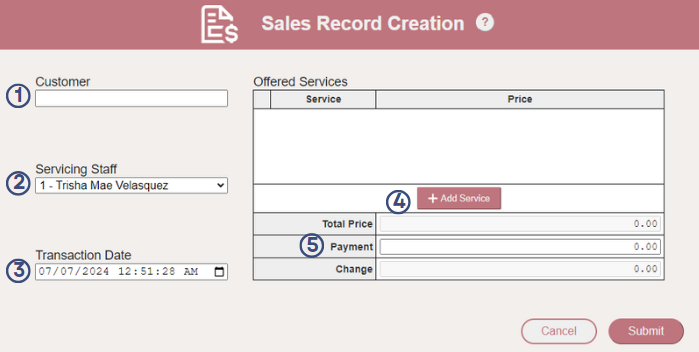 Sales Record Creation ?
1 Customer
2 Servicing Staff
1 - Trisha Mae Velasquez
3 Transaction Date
07/07/2024 12:51:28 AM
Offered Services
Service Price
4 + Add Service
Total Price 0.00
5 Payment 0.00
Change 0.00
Cancel Submit